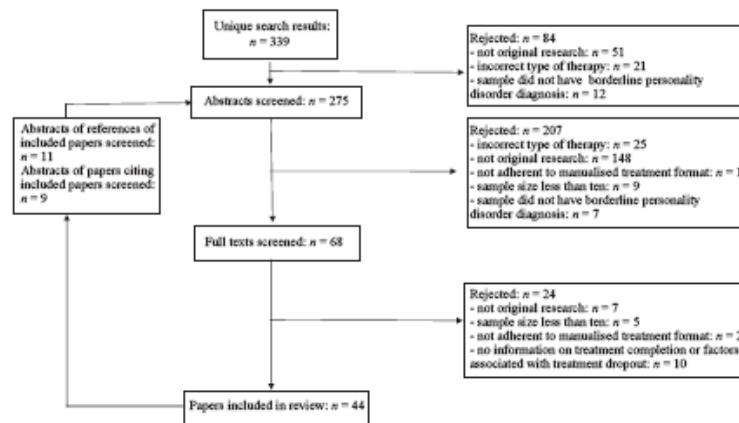 Unique search results:
n = 339
Rejected: n = 84
- not original research: n = 51
- incorrect type of therapy: n = 21
- sample did not have borderline personality
disorder diagnosis: n = 12
Abstracts screened: n = 275
Abstracts of references of
included papers screened:
n = 11
Abstracts of papers citing
included papers screened:
n = 9
Rejected: n = 207
- incorrect type of therapy: n = 25
- not original research: n = 148
- not adherent to manualised treatment format: n = 1
- sample size less than ten: n = 9
- sample did not have borderline personality
disorder diagnosis: n = 7
Full texts screened: n = 68
Rejected: n = 24
- not original research: n = 7
- sample size less than ten: n = 5
- not adherent to manualised treatment format: n = 2
- no information on treatment completion or factors
associated with treatment dropout: n = 10
Papers included in review: n = 44